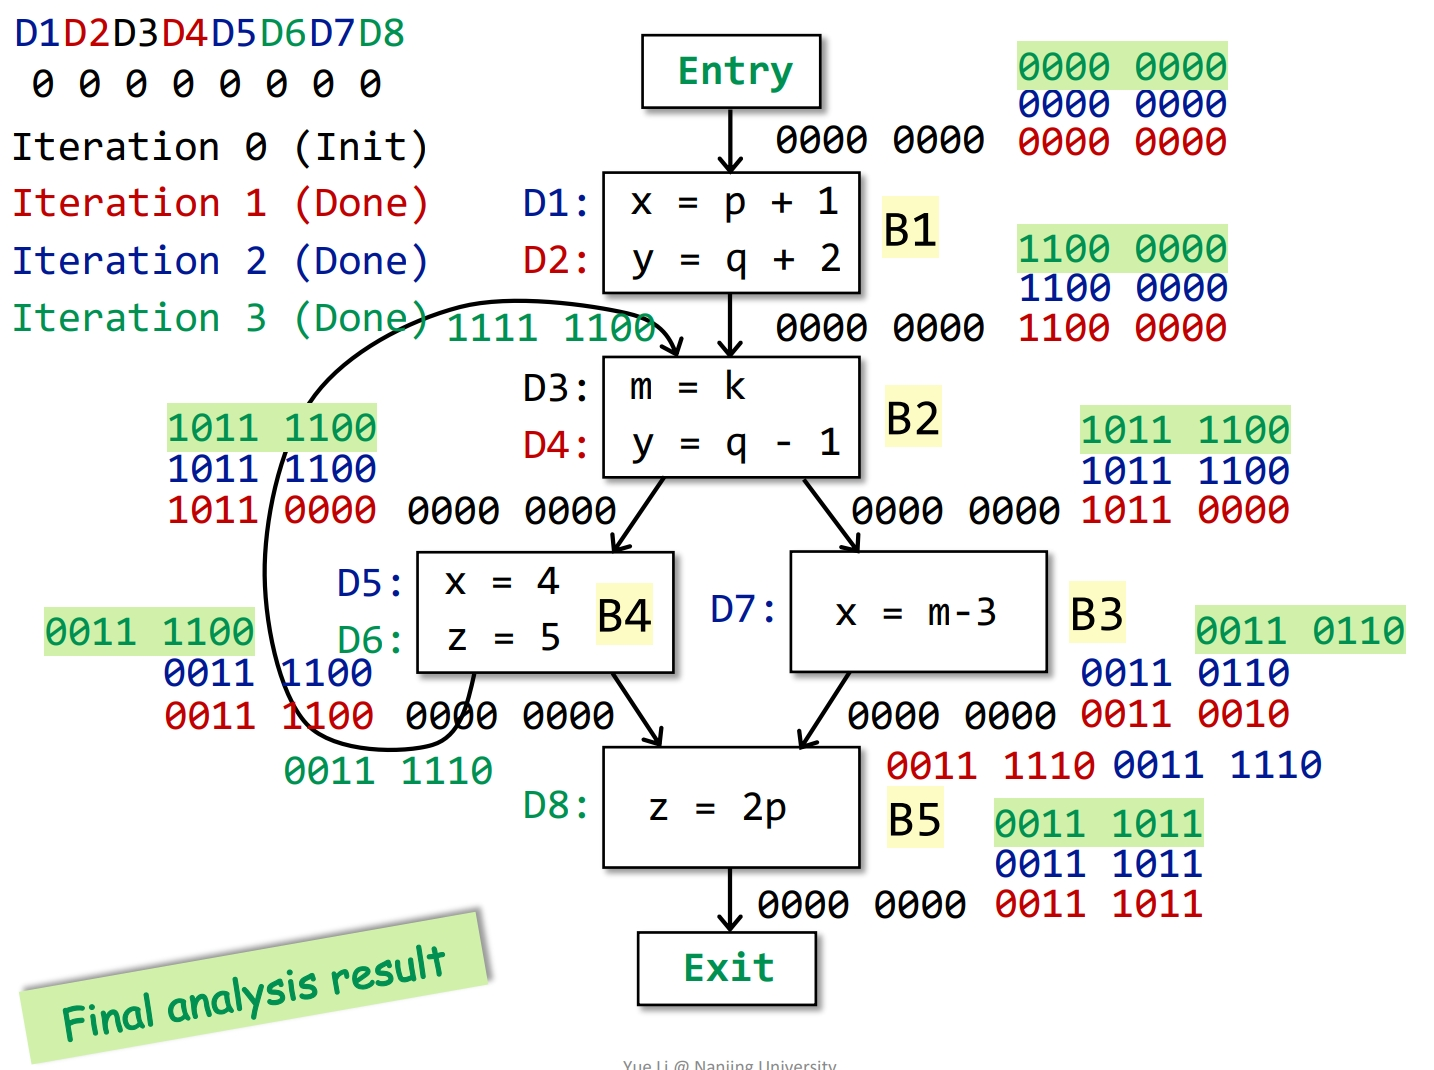 D1D2D3D4D5D6D7D8
0 0 0 0 0 0 0 0
Iteration 0 (Init)
Iteration 1 (Done)
Iteration 2 (Done)
Iteration 3 (Done)
Entry
0000 0000
0000 0000
0000 0000
0000 0000
D1: x = p + 1
D2: y = q + 2
B1
1100 0000
1100 0000
1100 0000
0000 0000
1111 1100
D3: m = k
D4: y = q - 1
B2
1011 1100
1011 1100
1011 0000
0000 0000
1011 1100
1011 1100
0000 0000
1011 0000
D5: x = 4
D6: z = 5
B4
D7: x = m-3
B3
0011 1100
0011 1100
0011 1100
0000 0000
0011 0110
0011 0110
0000 0000
0011 0010
0011 1110
0011 1110
0011 1110
D8: z = 2p
B5
0011 1011
0011 1011
0000 0000
0011 1011
Exit
Final analysis result
Yue Li @ Nanjing University